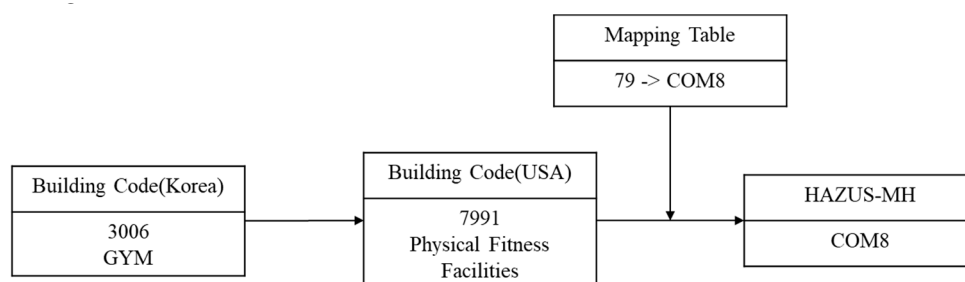 Mapping Table
79 -> COM8
Building Code(Korea)
3006
GYM
Building Code(USA)
7991
Physical Fitness
Facilities
HAZUS-MH
COM8